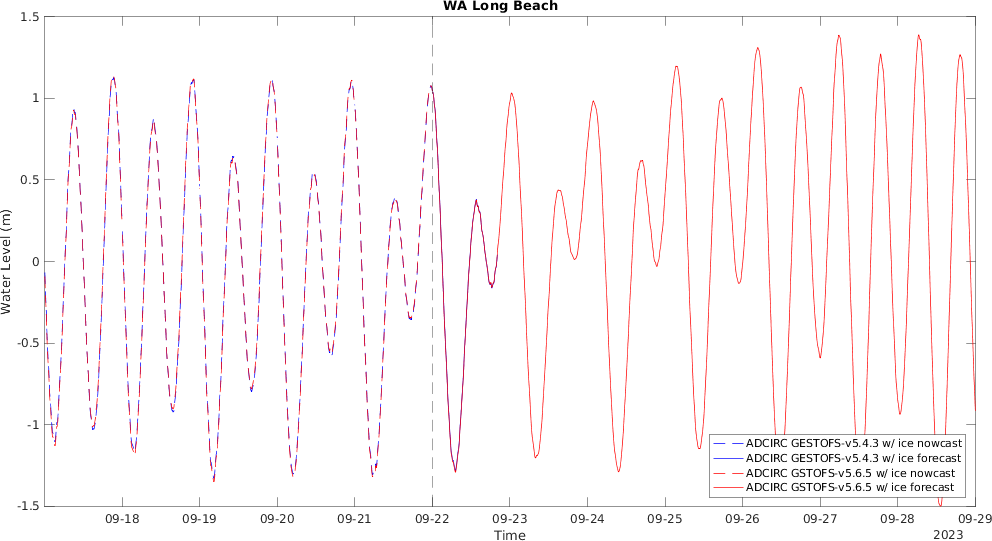 WA Long Beach
1.5
1
0.5
0
-0.5
-1
-1.5
Water Level (m)
ADCIRC GESTOFS-v5.4.3 w/ ice nowcast
ADCIRC GESTOFS-v5.4.3 w/ ice forecast
ADCIRC GSTOFS-v5.6.5 w/ ice nowcast
ADCIRC GSTOFS-v5.6.5 w/ ice forecast
09-18 09-19 09-20 09-21 09-22 09-23 09-24 09-25 09-26 09-27 09-28 09-29
Time
2023